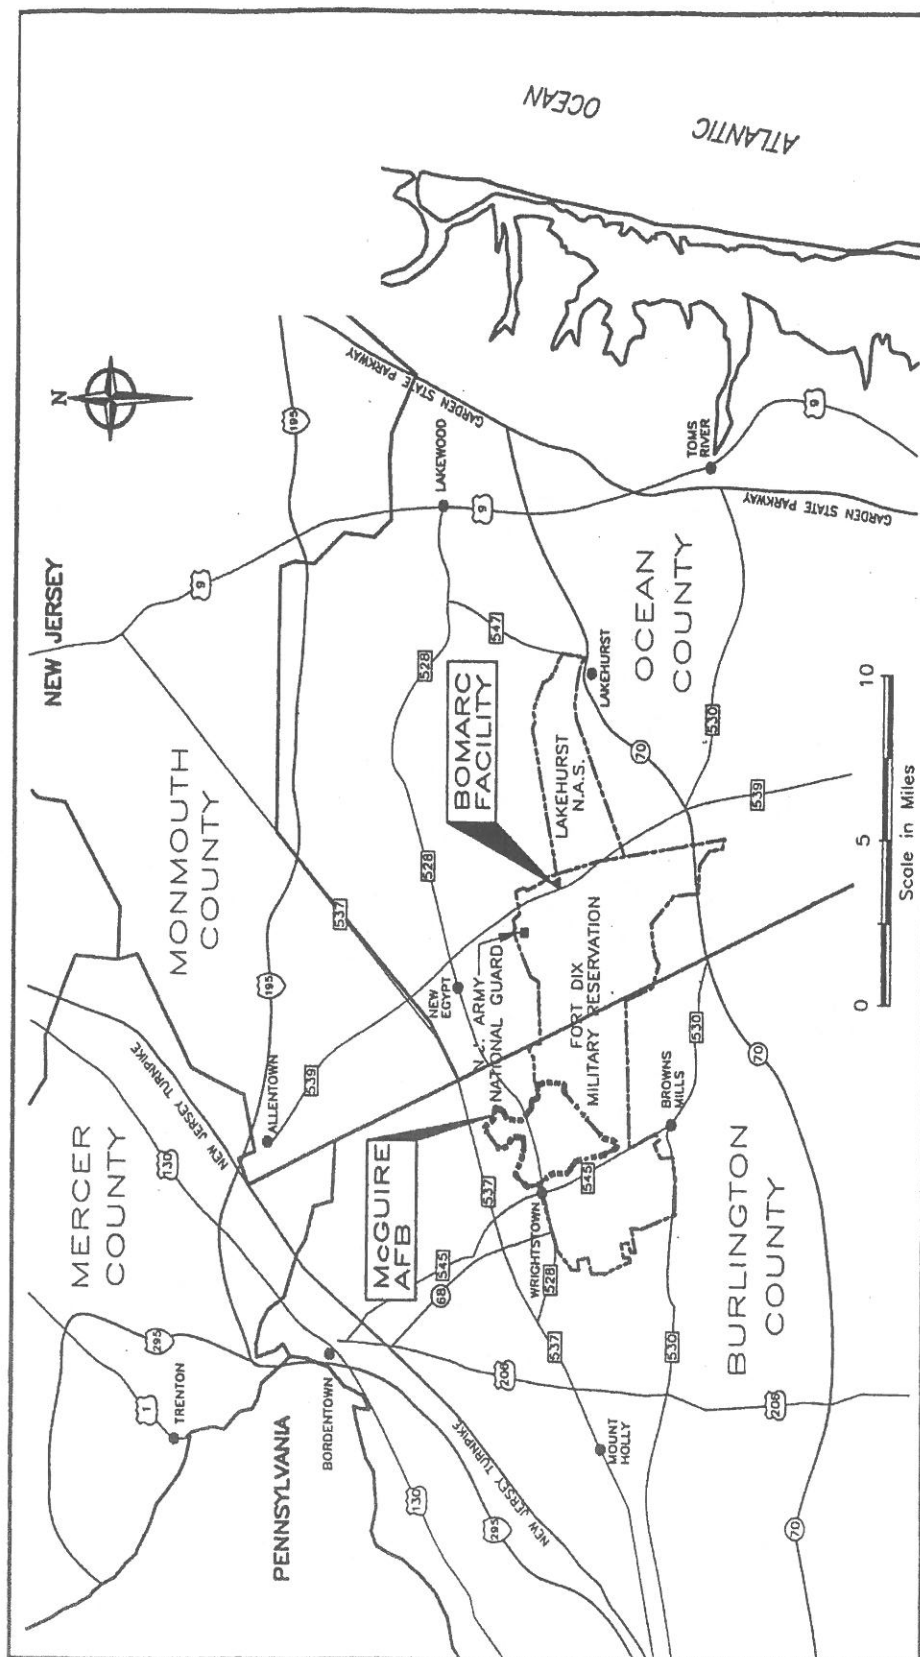 NEW JERSEY
N
ATLANTIC
OCEAN
MERCER
COUNTY
MONMOUTH
COUNTY
PENNSYLVANIA
OCEAN
COUNTY
BURLINGTON
COUNTY
McGUIRE
AFB
BOMARC
FACILITY
TRENTON
BORDENTOWN
ALLENTOWN
NEW
EGYPT
LAKEWOOD
TOMS
RIVER
LAKEHURST
LAKEHURST
N.A.S.
N.J. ARMY
NATIONAL GUARD
FORT DIX
MILITARY RESERVATION
WRIGHTSTOWN
BROWNS
MILLS
MOUNT
HOLLY
NEW JERSEY TURNPIKE
NEW JERSEY TURNPIKE
GARDEN STATE PARKWAY
GARDEN STATE PARKWAY
1
295
295
130
130
195
195
9
9
9
537
537
537
539
539
528
528
528
547
545
545
68
206
206
530
530
530
70
70
70
0
5
10
Scale in Miles